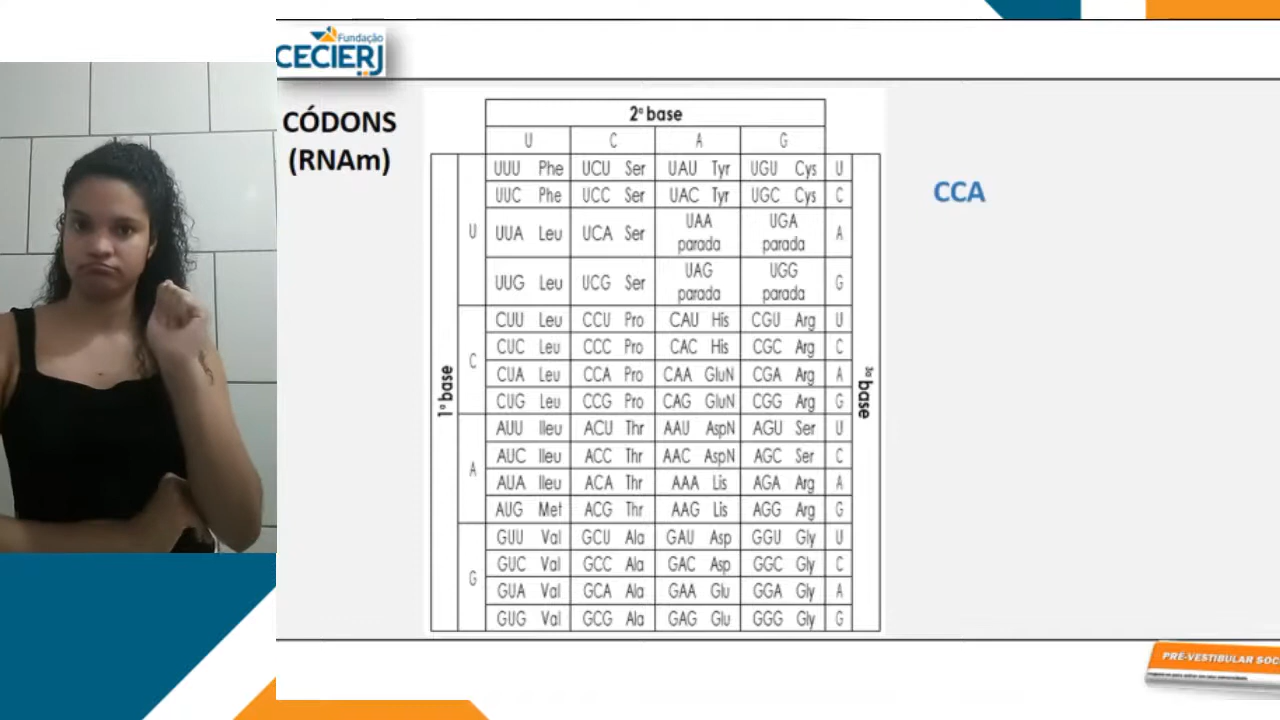 Fundação
CECIERJ
CÓDONS
(RNAm)
2ª base
U C A G
1ª base
3ª base
U
UUU Phe UCU Ser UAU Tyr UGU Cys U
UUC Phe UCC Ser UAC Tyr UGC Cys C
UUA Leu UCA Ser UAA parada UGA parada A
UUG Leu UCG Ser UAG parada UGG parada G
C
CUU Leu CCU Pro CAU His CGU Arg U
CUC Leu CCC Pro CAC His CGC Arg C
CUA Leu CCA Pro CAA GluN CGA Arg A
CUG Leu CCG Pro CAG GluN CGG Arg G
A
AUU Ileu ACU Thr AAU AspN AGU Ser U
AUC Ileu ACC Thr AAC AspN AGC Ser C
AUA Ileu ACA Thr AAA Lis AGA Arg A
AUG Met ACG Thr AAG Lis AGG Arg G
G
GUU Val GCU Ala GAU Asp GGU Gly U
GUC Val GCC Ala GAC Asp GGC Gly C
GUA Val GCA Ala GAA Glu GGA Gly A
GUG Val GCG Ala GAG Glu GGG Gly G
CCA
PRÉ-VESTIBULAR SOC